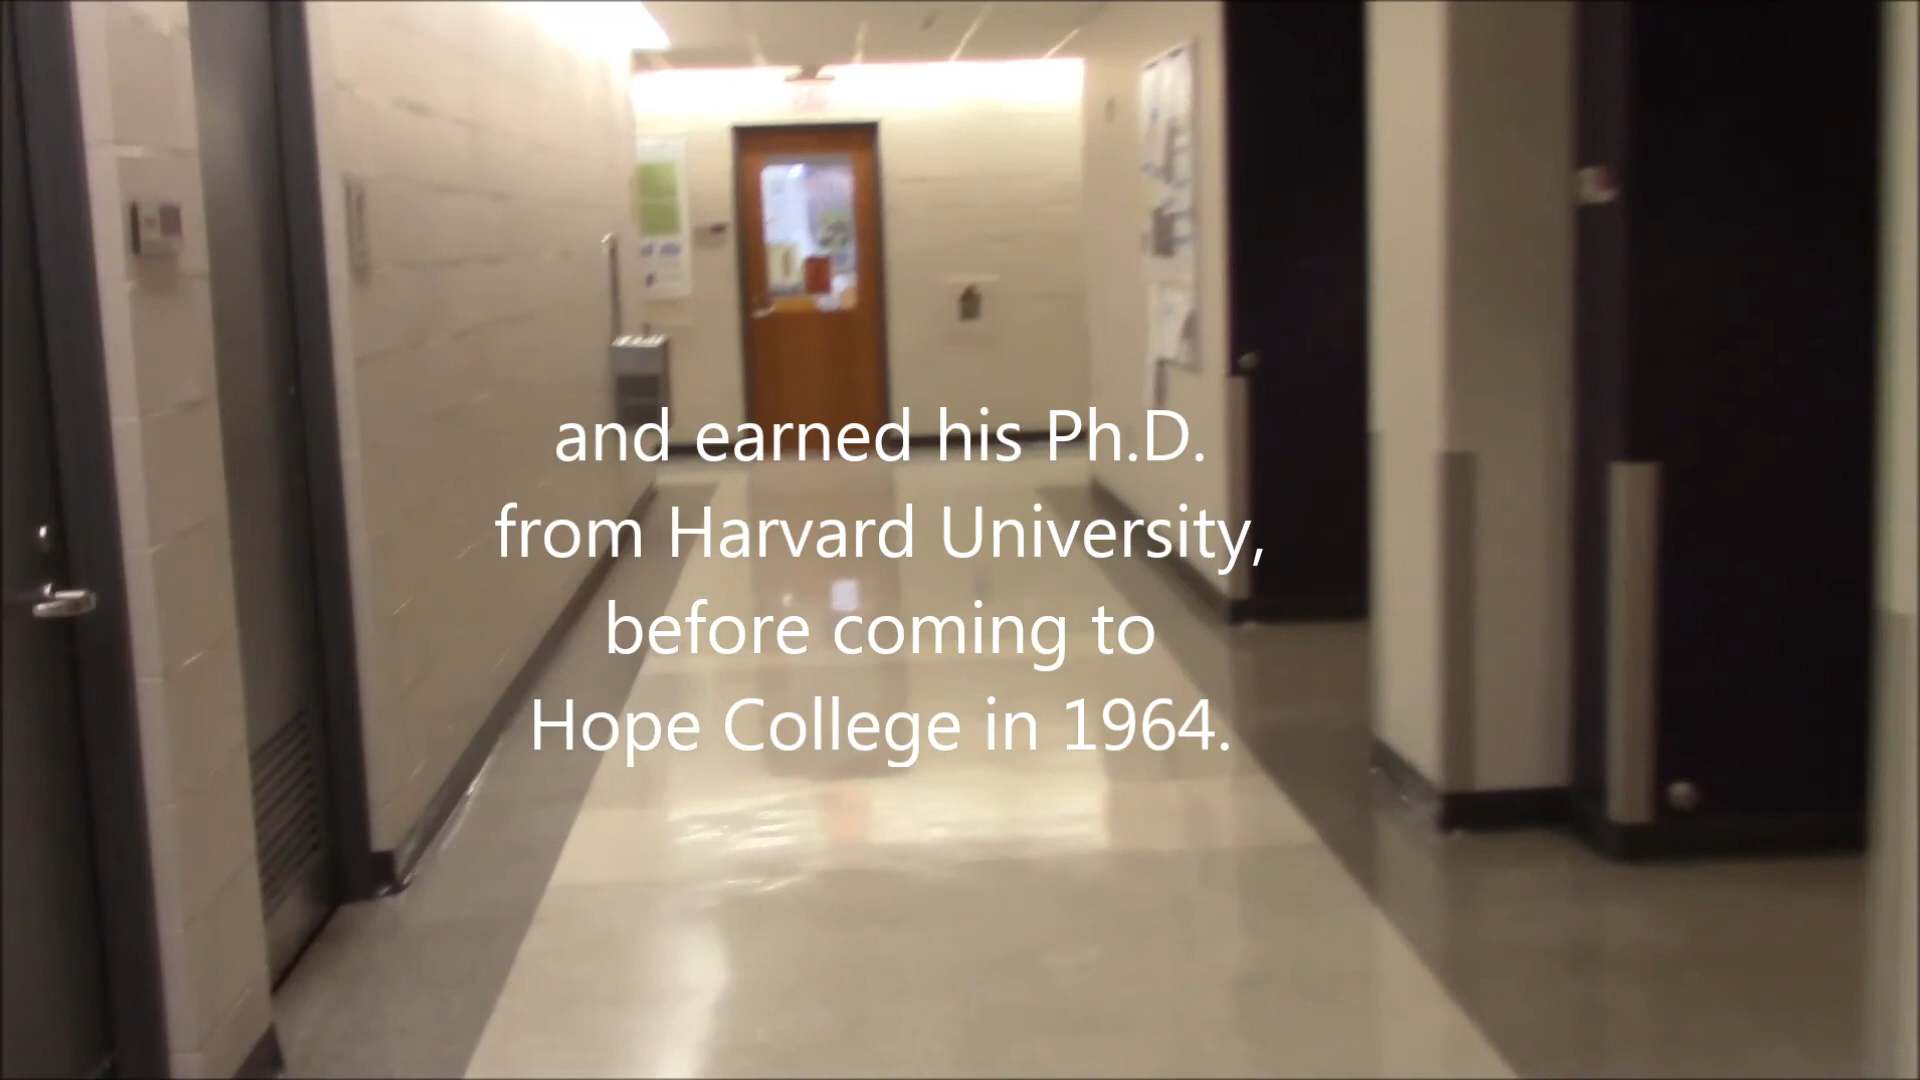 and earned his Ph.D.
from Harvard University,
before coming to
Hope College in 1964.